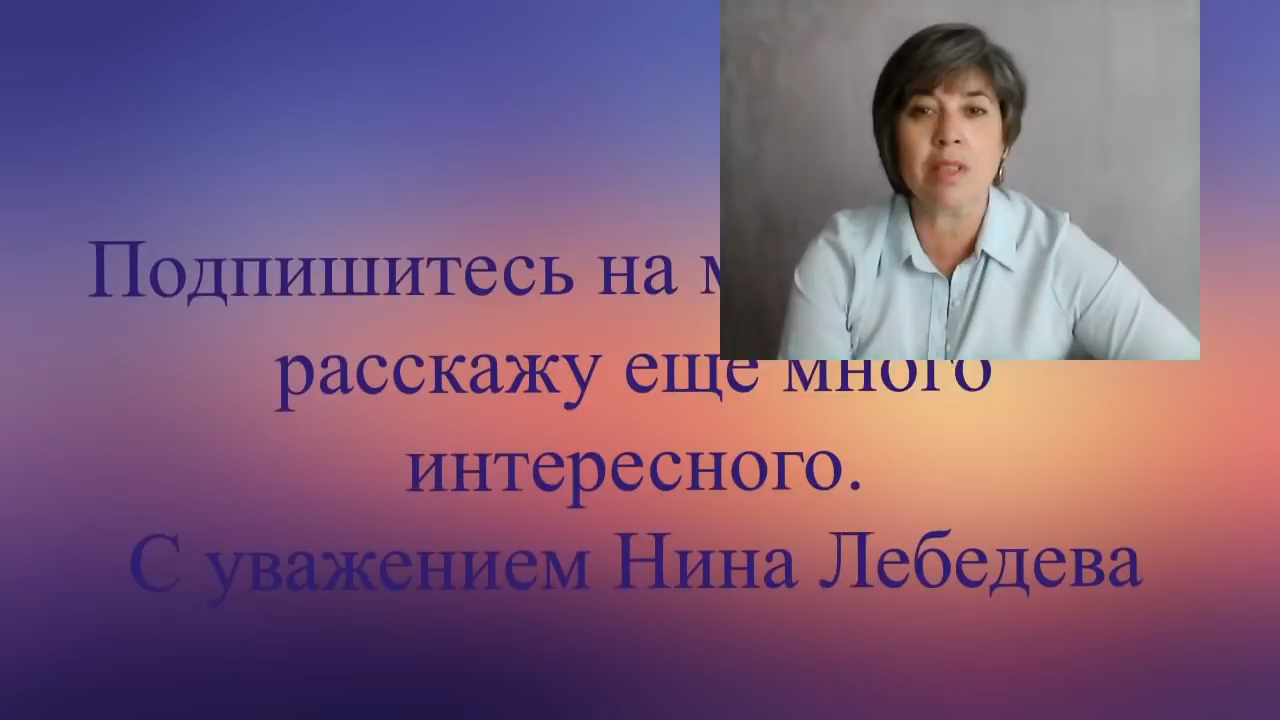 Подпишитесь на
расскажу еще много
интересного.
С уважением Нина Лебедева